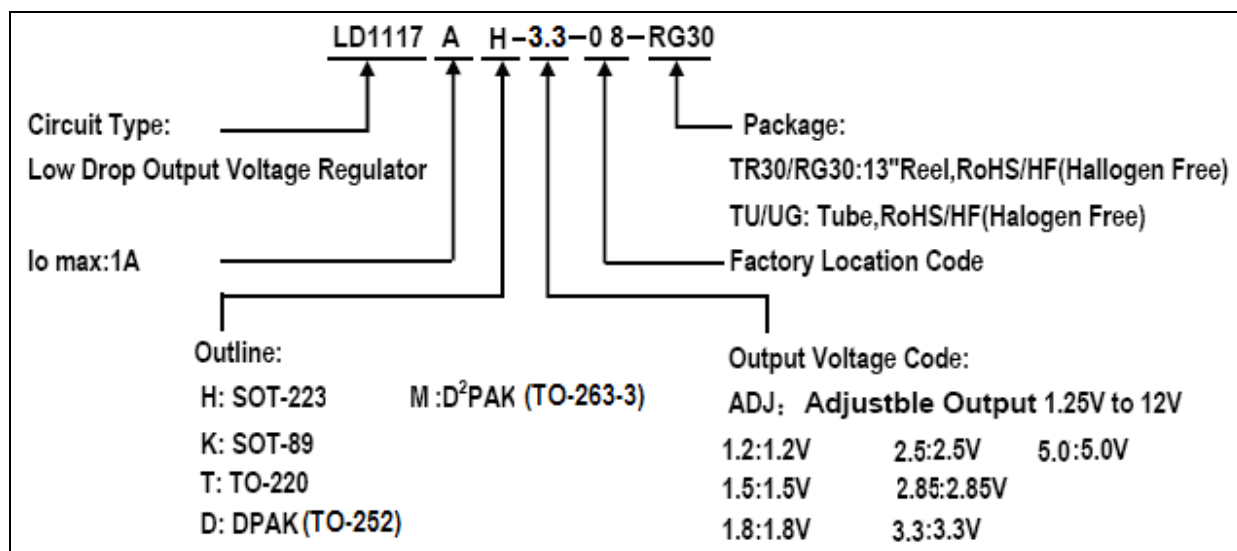 LD1117 A H-3.3-08-RG30
Circuit Type:
Low Drop Output Voltage Regulator
Package:
TR30/RG30:13"Reel,RoHS/HF(Hallogen Free)
TU/UG: Tube,RoHS/HF(Halogen Free)
Io max:1A
Factory Location Code
Outline:
H: SOT-223 M :D²PAK (TO-263-3)
K: SOT-89
T: TO-220
D: DPAK (TO-252)
Output Voltage Code:
ADJ: Adjustble Output 1.25V to 12V
1.2:1.2V 2.5:2.5V 5.0:5.0V
1.5:1.5V 2.85:2.85V
1.8:1.8V 3.3:3.3V